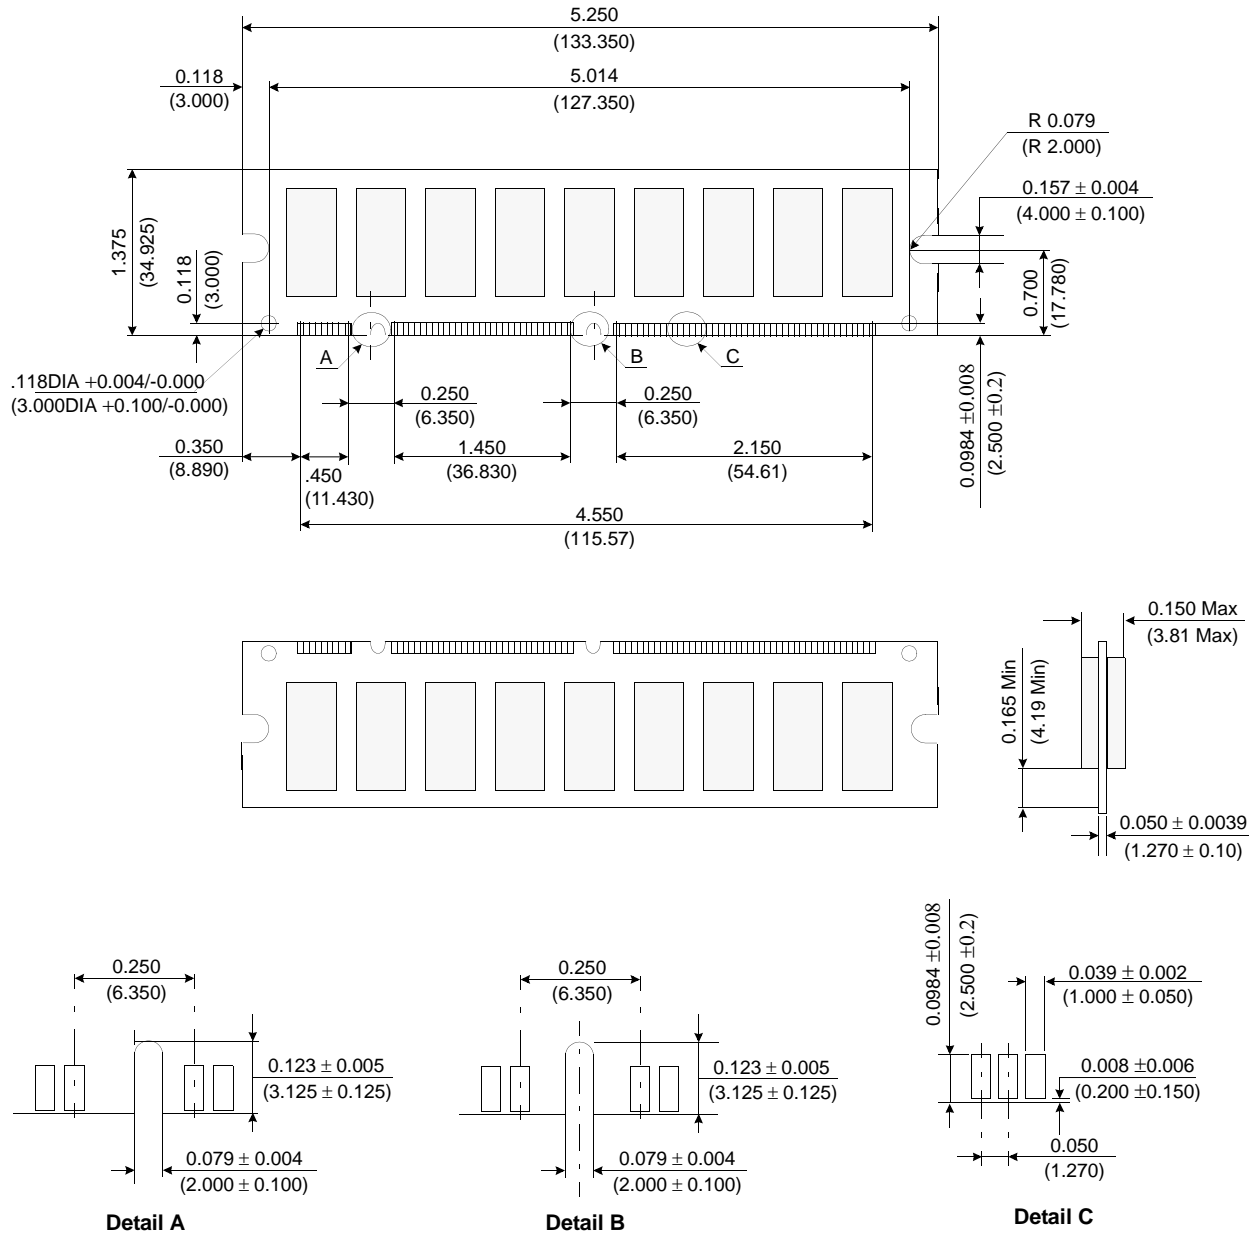 5.250
(133.350)
0.118
(3.000)
5.014
(127.350)
R 0.079
(R 2.000)
0.157 ± 0.004
(4.000 ± 0.100)
1.375
(34.925)
0.118
(3.000)
0.700
(17.780)
A
B
C
.118DIA +0.004/-0.000
(3.000DIA +0.100/-0.000)
0.250
(6.350)
0.250
(6.350)
0.0984 ±0.008
(2.500 ±0.2)
0.350
(8.890)
.450
(11.430)
1.450
(36.830)
2.150
(54.61)
4.550
(115.57)
0.150 Max
(3.81 Max)
0.165 Min
(4.19 Min)
0.050 ± 0.0039
(1.270 ± 0.10)
0.250
(6.350)
0.123 ± 0.005
(3.125 ± 0.125)
0.079 ± 0.004
(2.000 ± 0.100)
Detail A
0.250
(6.350)
0.123 ± 0.005
(3.125 ± 0.125)
0.079 ± 0.004
(2.000 ± 0.100)
Detail B
0.0984 ±0.008
(2.500 ±0.2)
0.039 ± 0.002
(1.000 ± 0.050)
0.008 ±0.006
(0.200 ±0.150)
0.050
(1.270)
Detail C